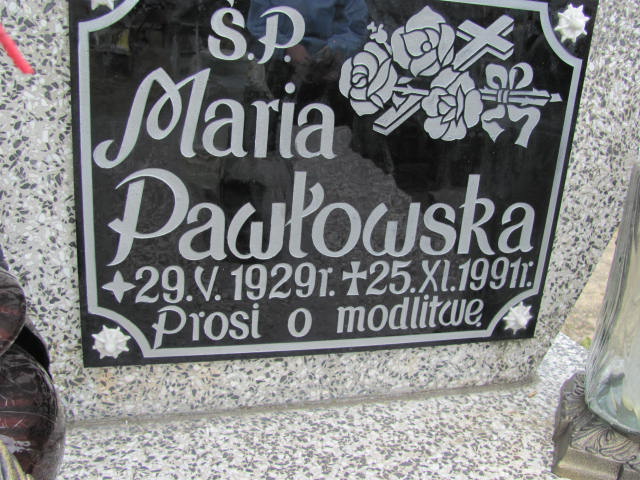 Ś.P.
Maria
Pawłowska
29.V.1929r. 25.XI.1991r.
Prosi o modlitwę